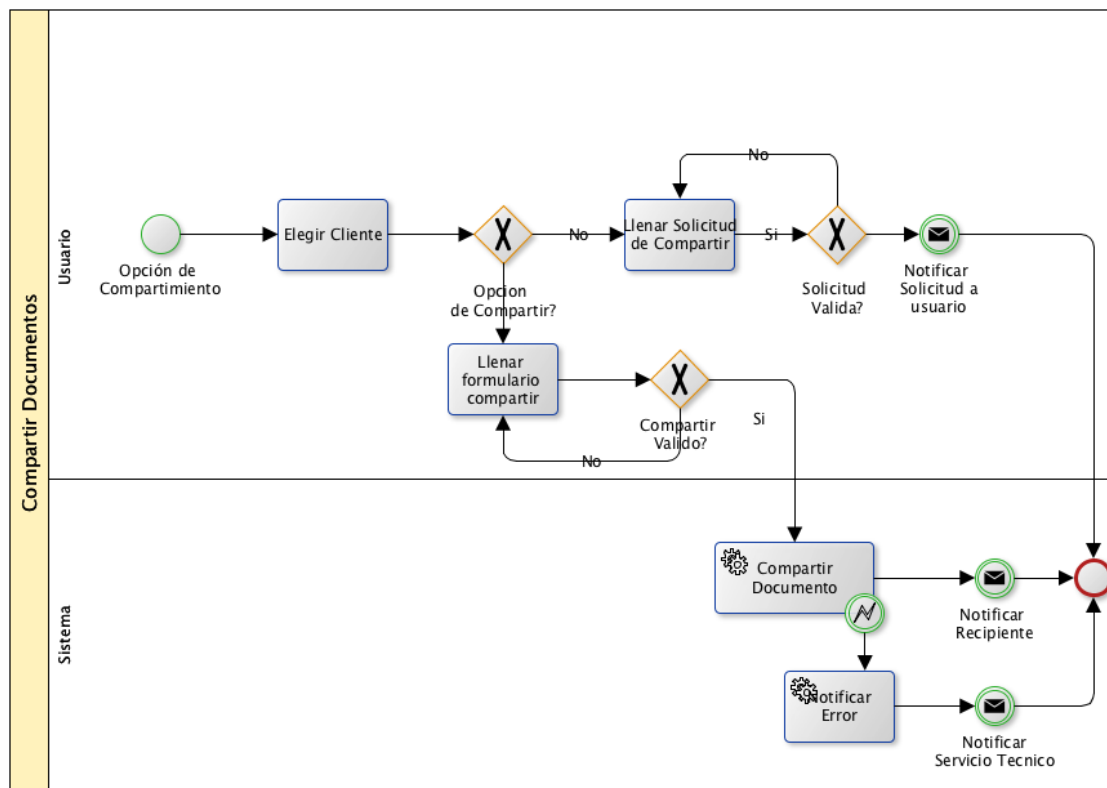 Compartir Documentos
Usuario
Opción de
Compartimiento
Elegir Cliente
Opcion
de Compartir?
No
Llenar Solicitud
de Compartir
Si
No
Solicitud
Valida?
Notificar
Solicitud a
usuario
Llenar
formulario
compartir
Compartir
Valido?
No
Si
Sistema
Compartir
Documento
Notificar
Recipiente
Notificar
Error
Notificar
Servicio Tecnico